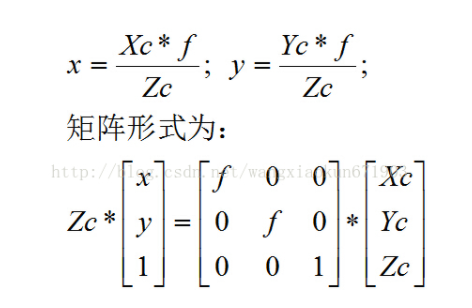 x = Xc * f / Zc; y = Yc * f / Zc;
矩阵形式为：
Zc * [x y 1] = [f 0 0; 0 f 0; 0 0 1] * [Xc Yc Zc]